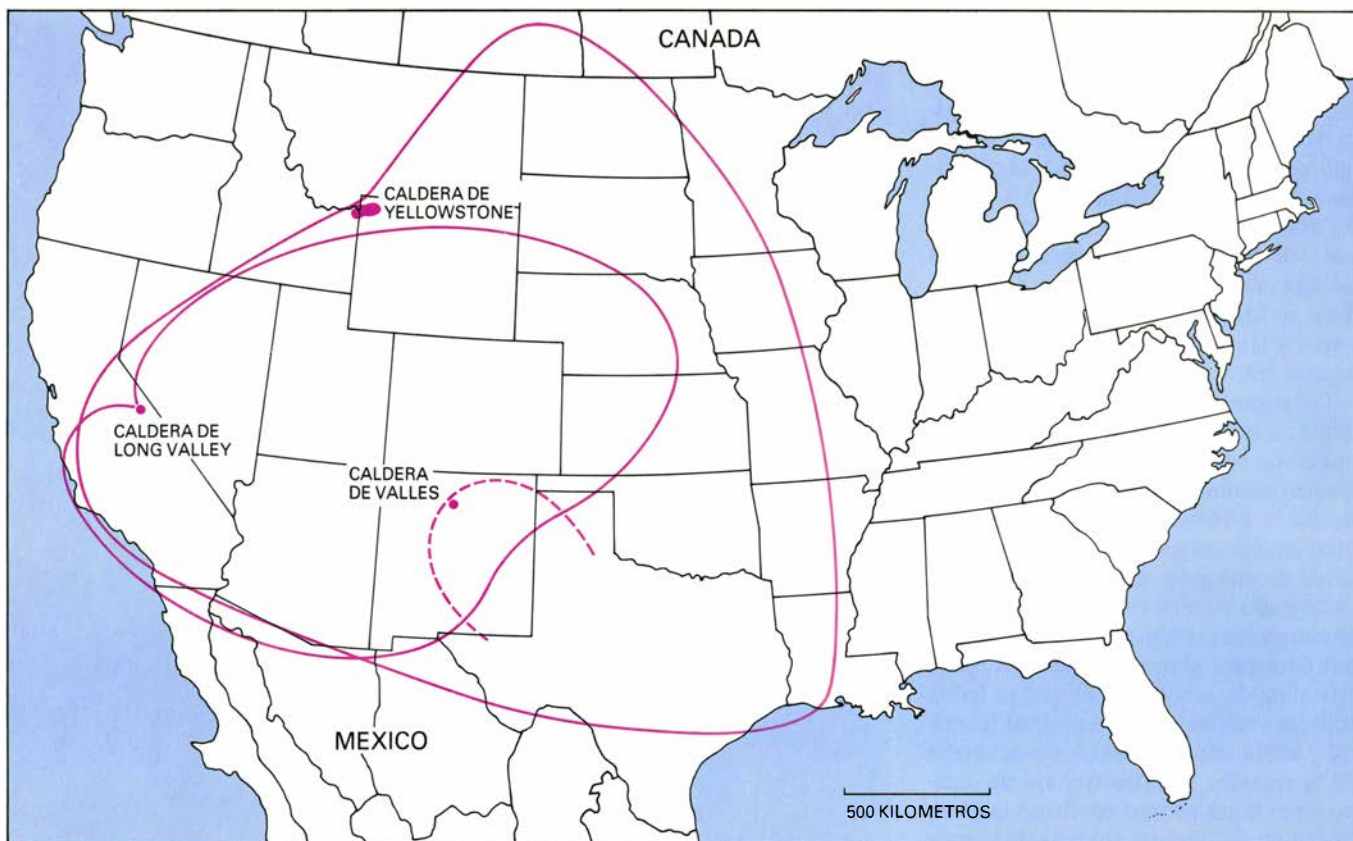 CANADA
CALDERA DE
YELLOWSTONE
CALDERA DE
LONG VALLEY
CALDERA
DE VALLES
MEXICO
500 KILOMETROS